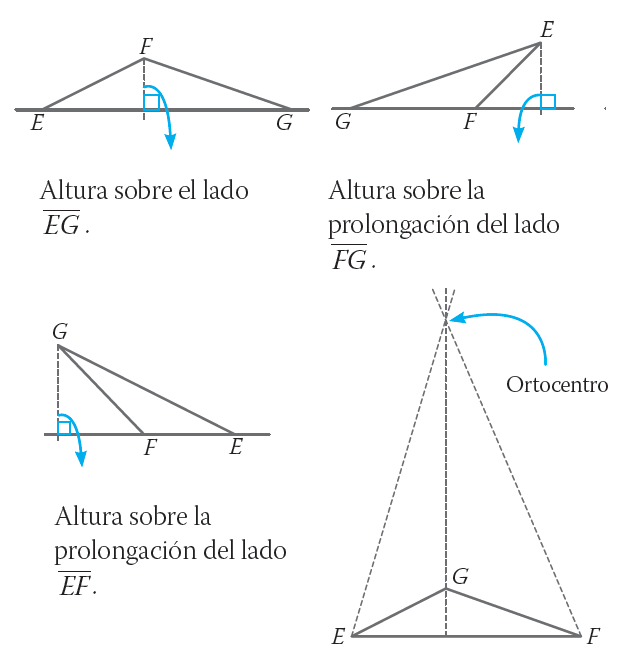 F
E
G
Altura sobre el lado
EG.
E
G
F
Altura sobre la
prolongación del lado
FG.
G
F
E
Altura sobre la
prolongación del lado
EF.
Ortocentro
G
E
F